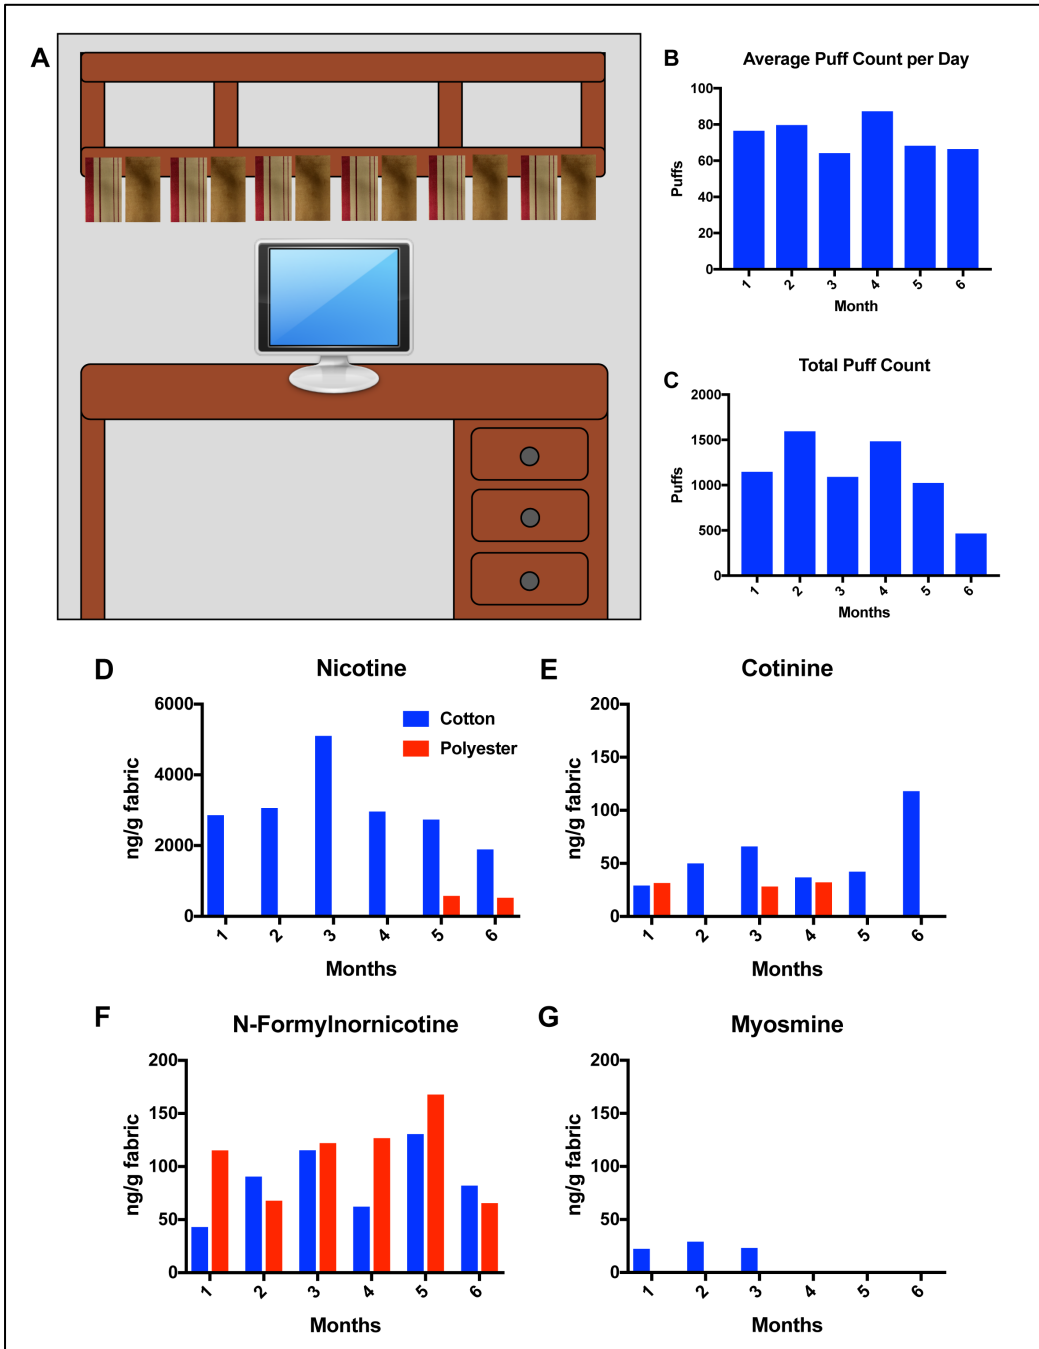 A
B Average Puff Count per Day
100
80
60
40
20
0
Puffs
1 2 3 4 5 6
Month
C Total Puff Count
2000
1500
1000
500
0
Puffs
1 2 3 4 5 6
Months
D Nicotine
6000
4000
2000
0
ng/g fabric
Cotton
Polyester
1 2 3 4 5 6
Months
E Cotinine
200
150
100
50
0
ng/g fabric
1 2 3 4 5 6
Months
F N-Formylnornicotine
200
150
100
50
0
ng/g fabric
1 2 3 4 5 6
Months
G Myosmine
200
150
100
50
0
ng/g fabric
1 2 3 4 5 6
Months